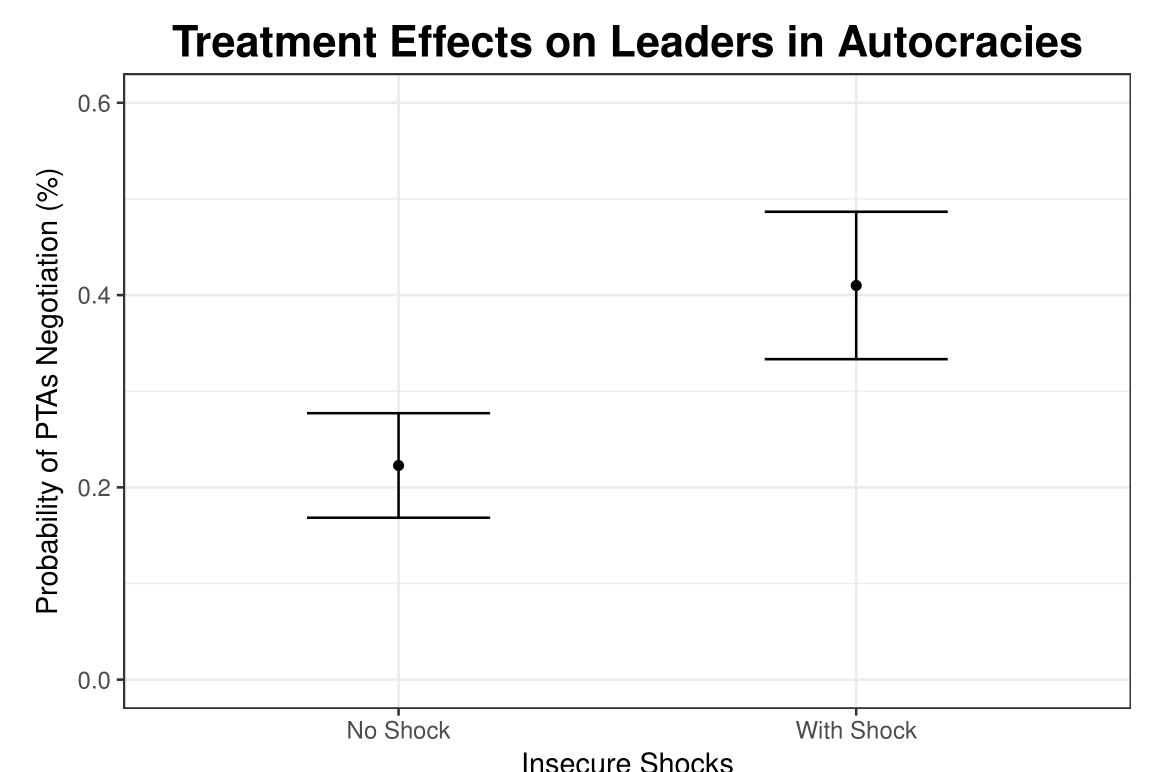 Treatment Effects on Leaders in Autocracies
Probability of PTAs Negotiation (%)
0.6
0.4
0.2
0.0
No Shock
With Shock
Insecure Shocks